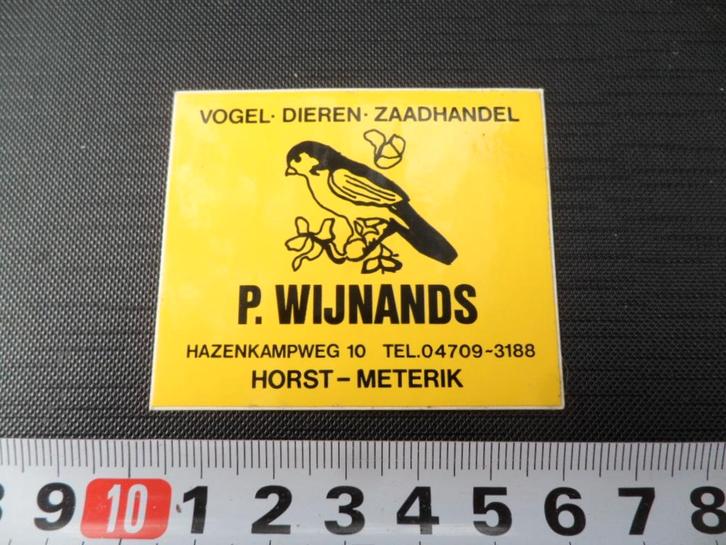 VOGEL· DIEREN· ZAADHANDEL
P. WIJNANDS
HAZENKAMPWEG 10 TEL.04709~3188
HORST – METERIK
9 10 1 2 3 4 5 6 7 8